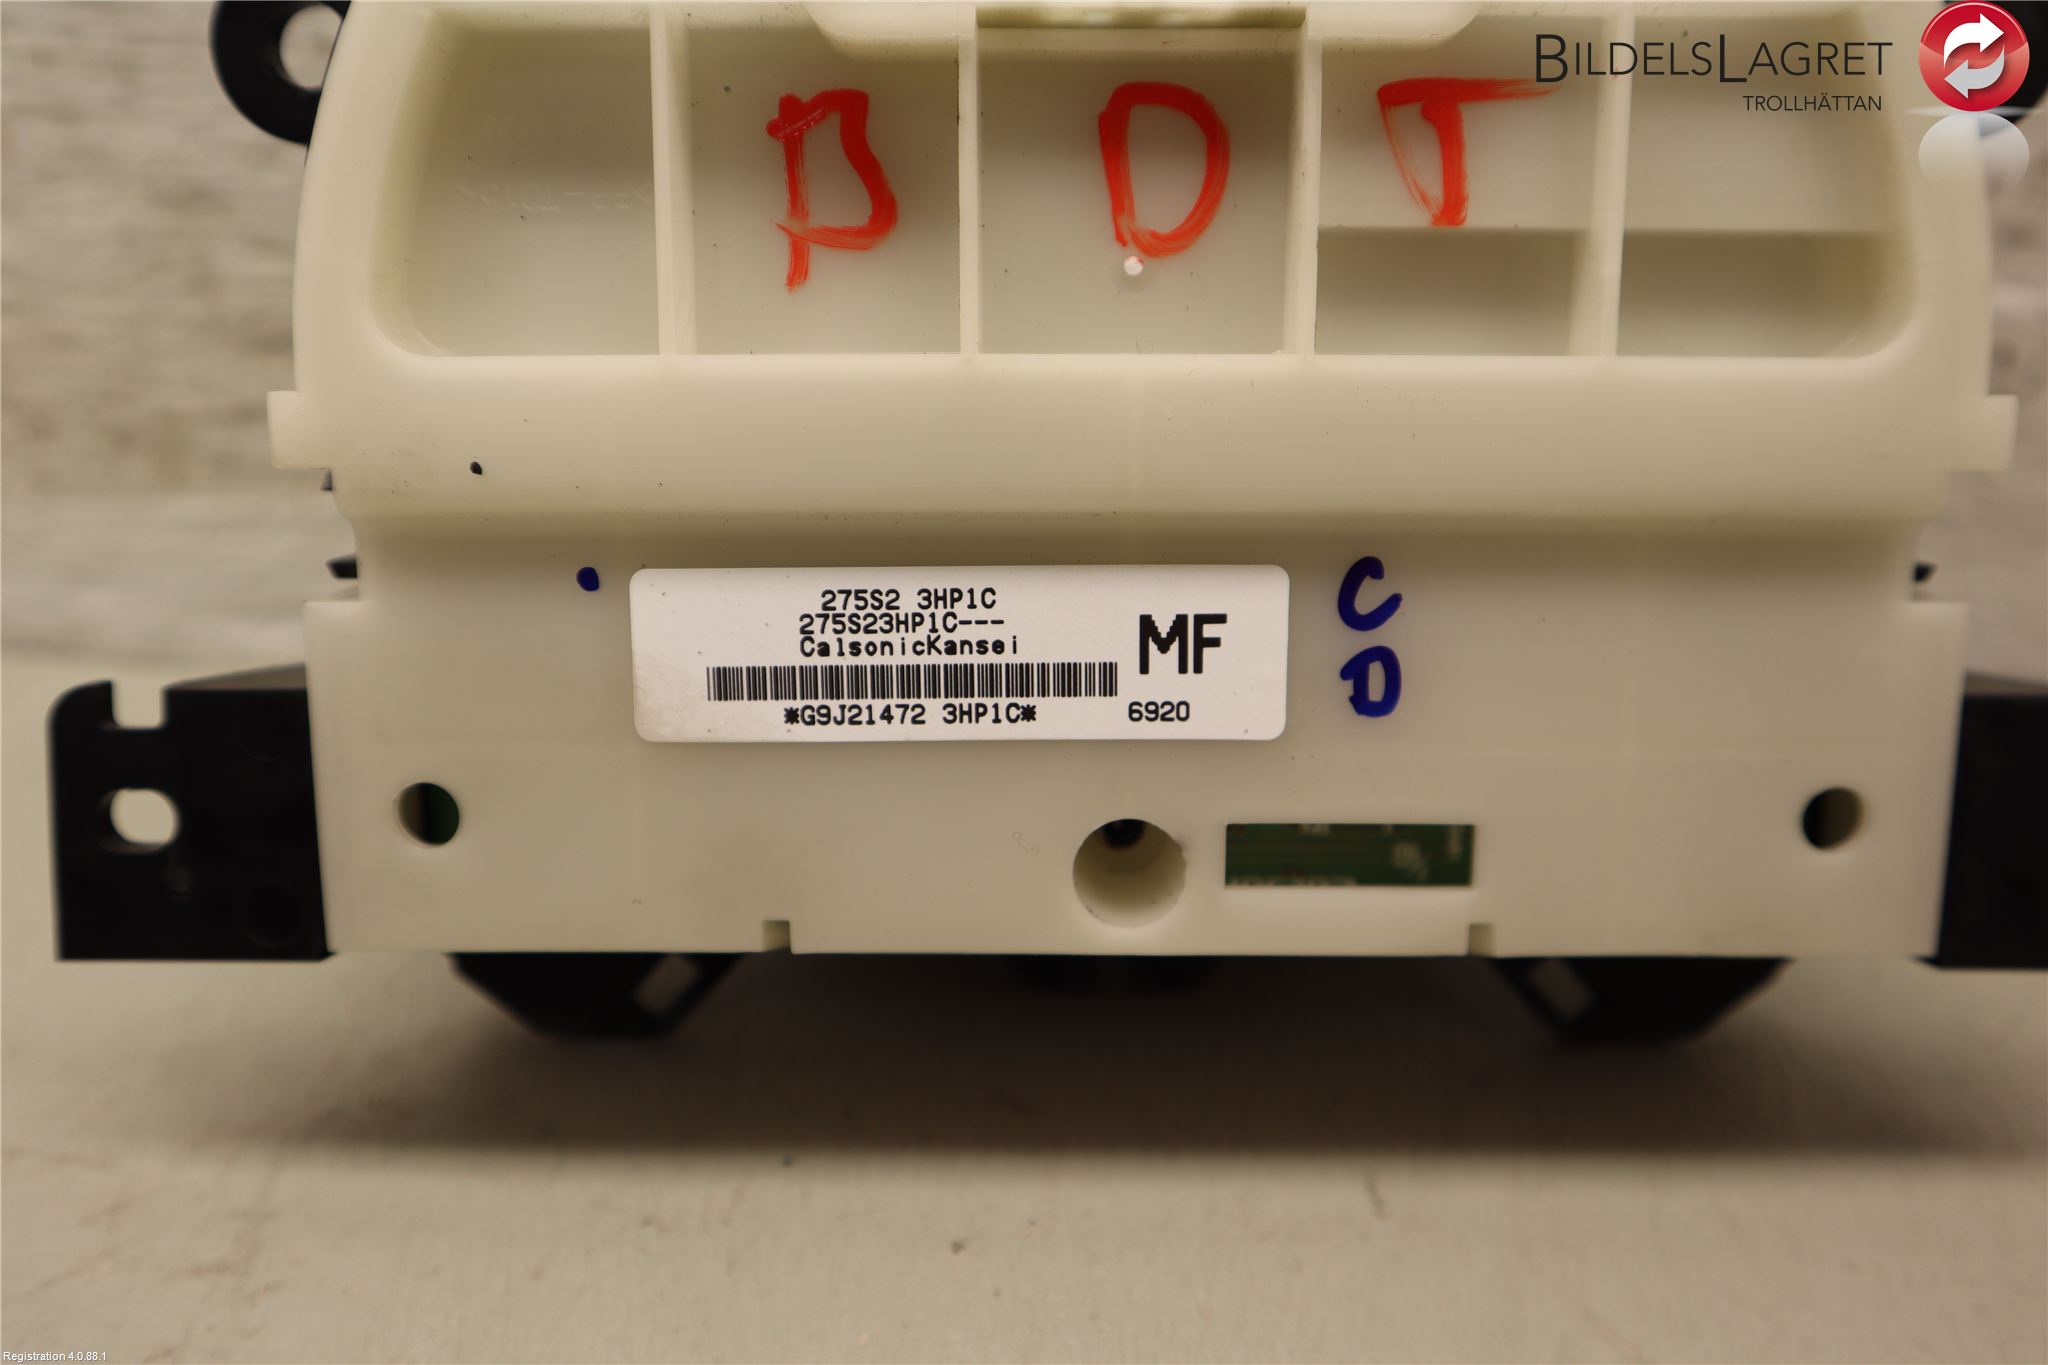 BILDELSLAGRET
TROLLHÄTTAN
B D T
275S2 3HP1C
275S23HP1C---
CalsonicKansei
MF
*G9J21472 3HP1C*
6920
C
D
Registration 4.0.88.1